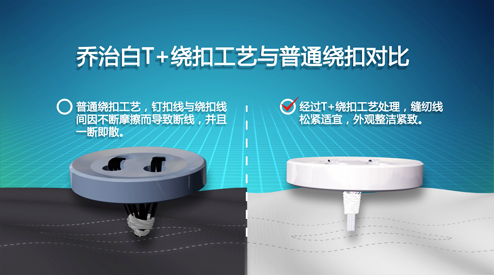 乔治白T+绕扣工艺与普通绕扣对比
普通绕扣工艺,钉扣线与绕扣线
间因不断摩擦而导致断线,并且
一断即散。
经过T+绕扣工艺处理,缝纫线
松紧适宜,外观整洁紧致。